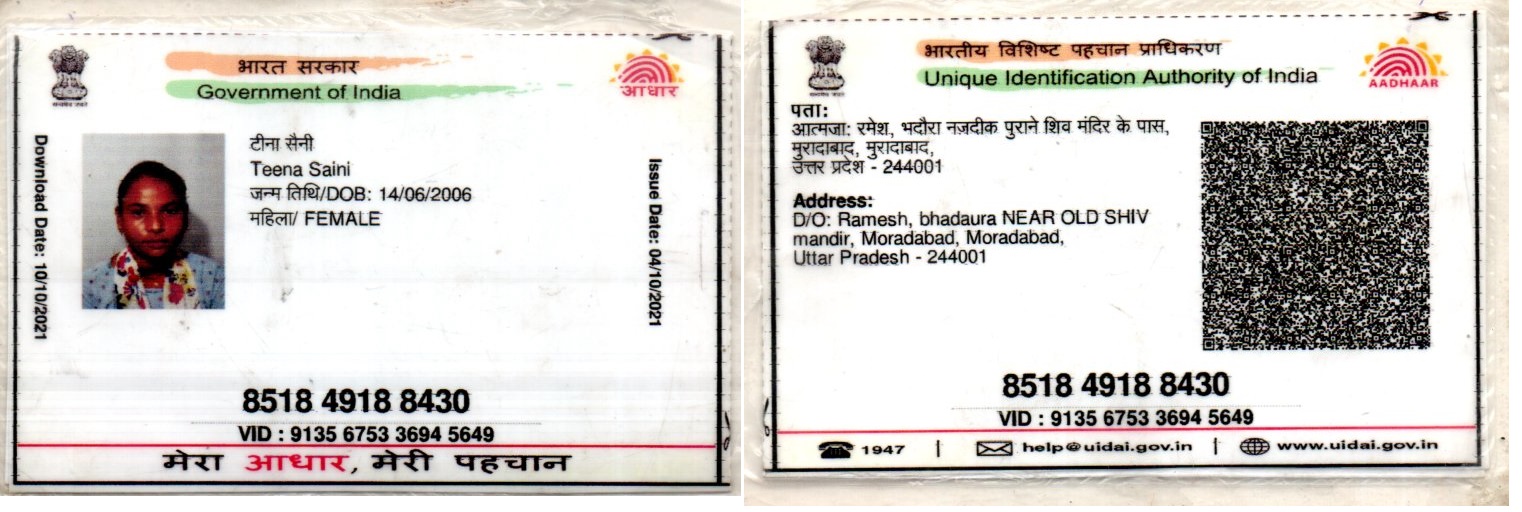 भारत सरकार
Government of India
आधार
Download Date: 10/10/2021
टीना सैनी
Teena Saini
जन्म तिथि/DOB: 14/06/2006
महिला/ FEMALE
Issue Date: 04/10/2021
8518 4918 8430
VID : 9135 6753 3694 5649
मेरा आधार, मेरी पहचान
भारतीय विशिष्ट पहचान प्राधिकरण
Unique Identification Authority of India
AADHAAR
पता:
आत्मजा: रमेश, भदौरा नज़दीक पुराने शिव मंदिर के पास,
मुरादाबाद, मुरादाबाद,
उत्तर प्रदेश - 244001
Address:
D/O: Ramesh, bhadaura NEAR OLD SHIV
mandir, Moradabad, Moradabad,
Uttar Pradesh - 244001
8518 4918 8430
VID : 9135 6753 3694 5649
1947 | help@uidai.gov.in | www.uidai.gov.in